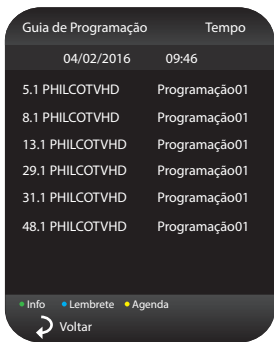 Guia de Programação Tempo
04/02/2016 09:46
5.1 PHILCOTVHD Programação01
8.1 PHILCOTVHD Programação01
13.1 PHILCOTVHD Programação01
29.1 PHILCOTVHD Programação01
31.1 PHILCOTVHD Programação01
48.1 PHILCOTVHD Programação01
Info Lembrete Agenda
Voltar